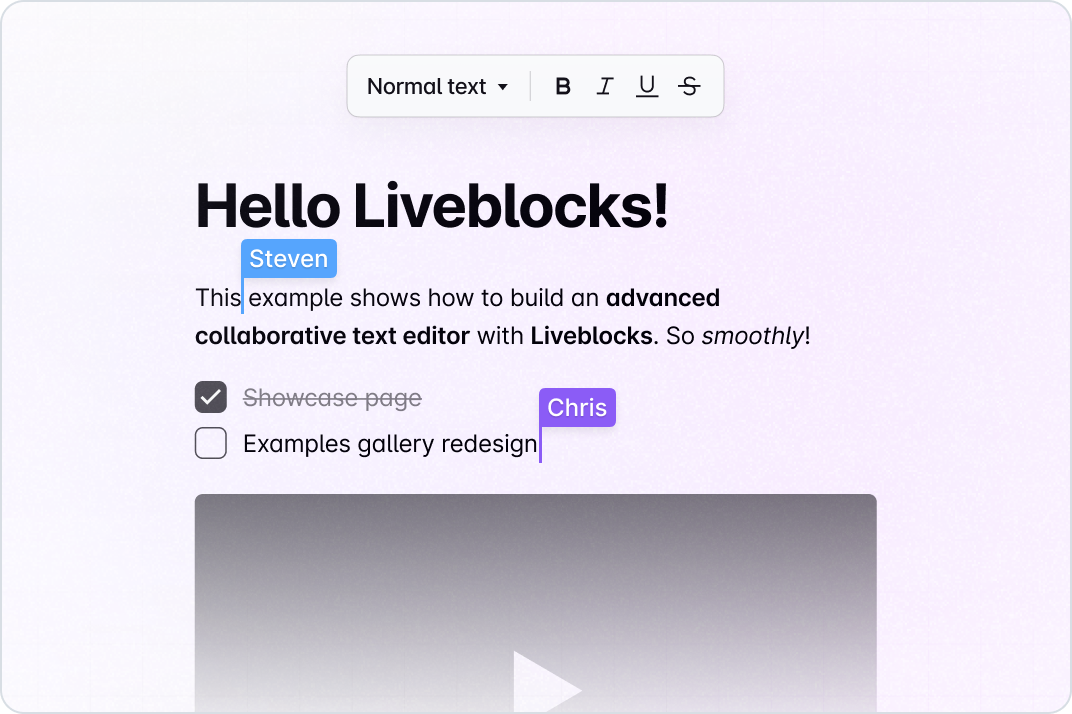 Normal text
B I U S
Hello Liveblocks!
Steven
This example shows how to build an advanced
collaborative text editor with Liveblocks. So smoothly!
Showcase page
Chris
Examples gallery redesign